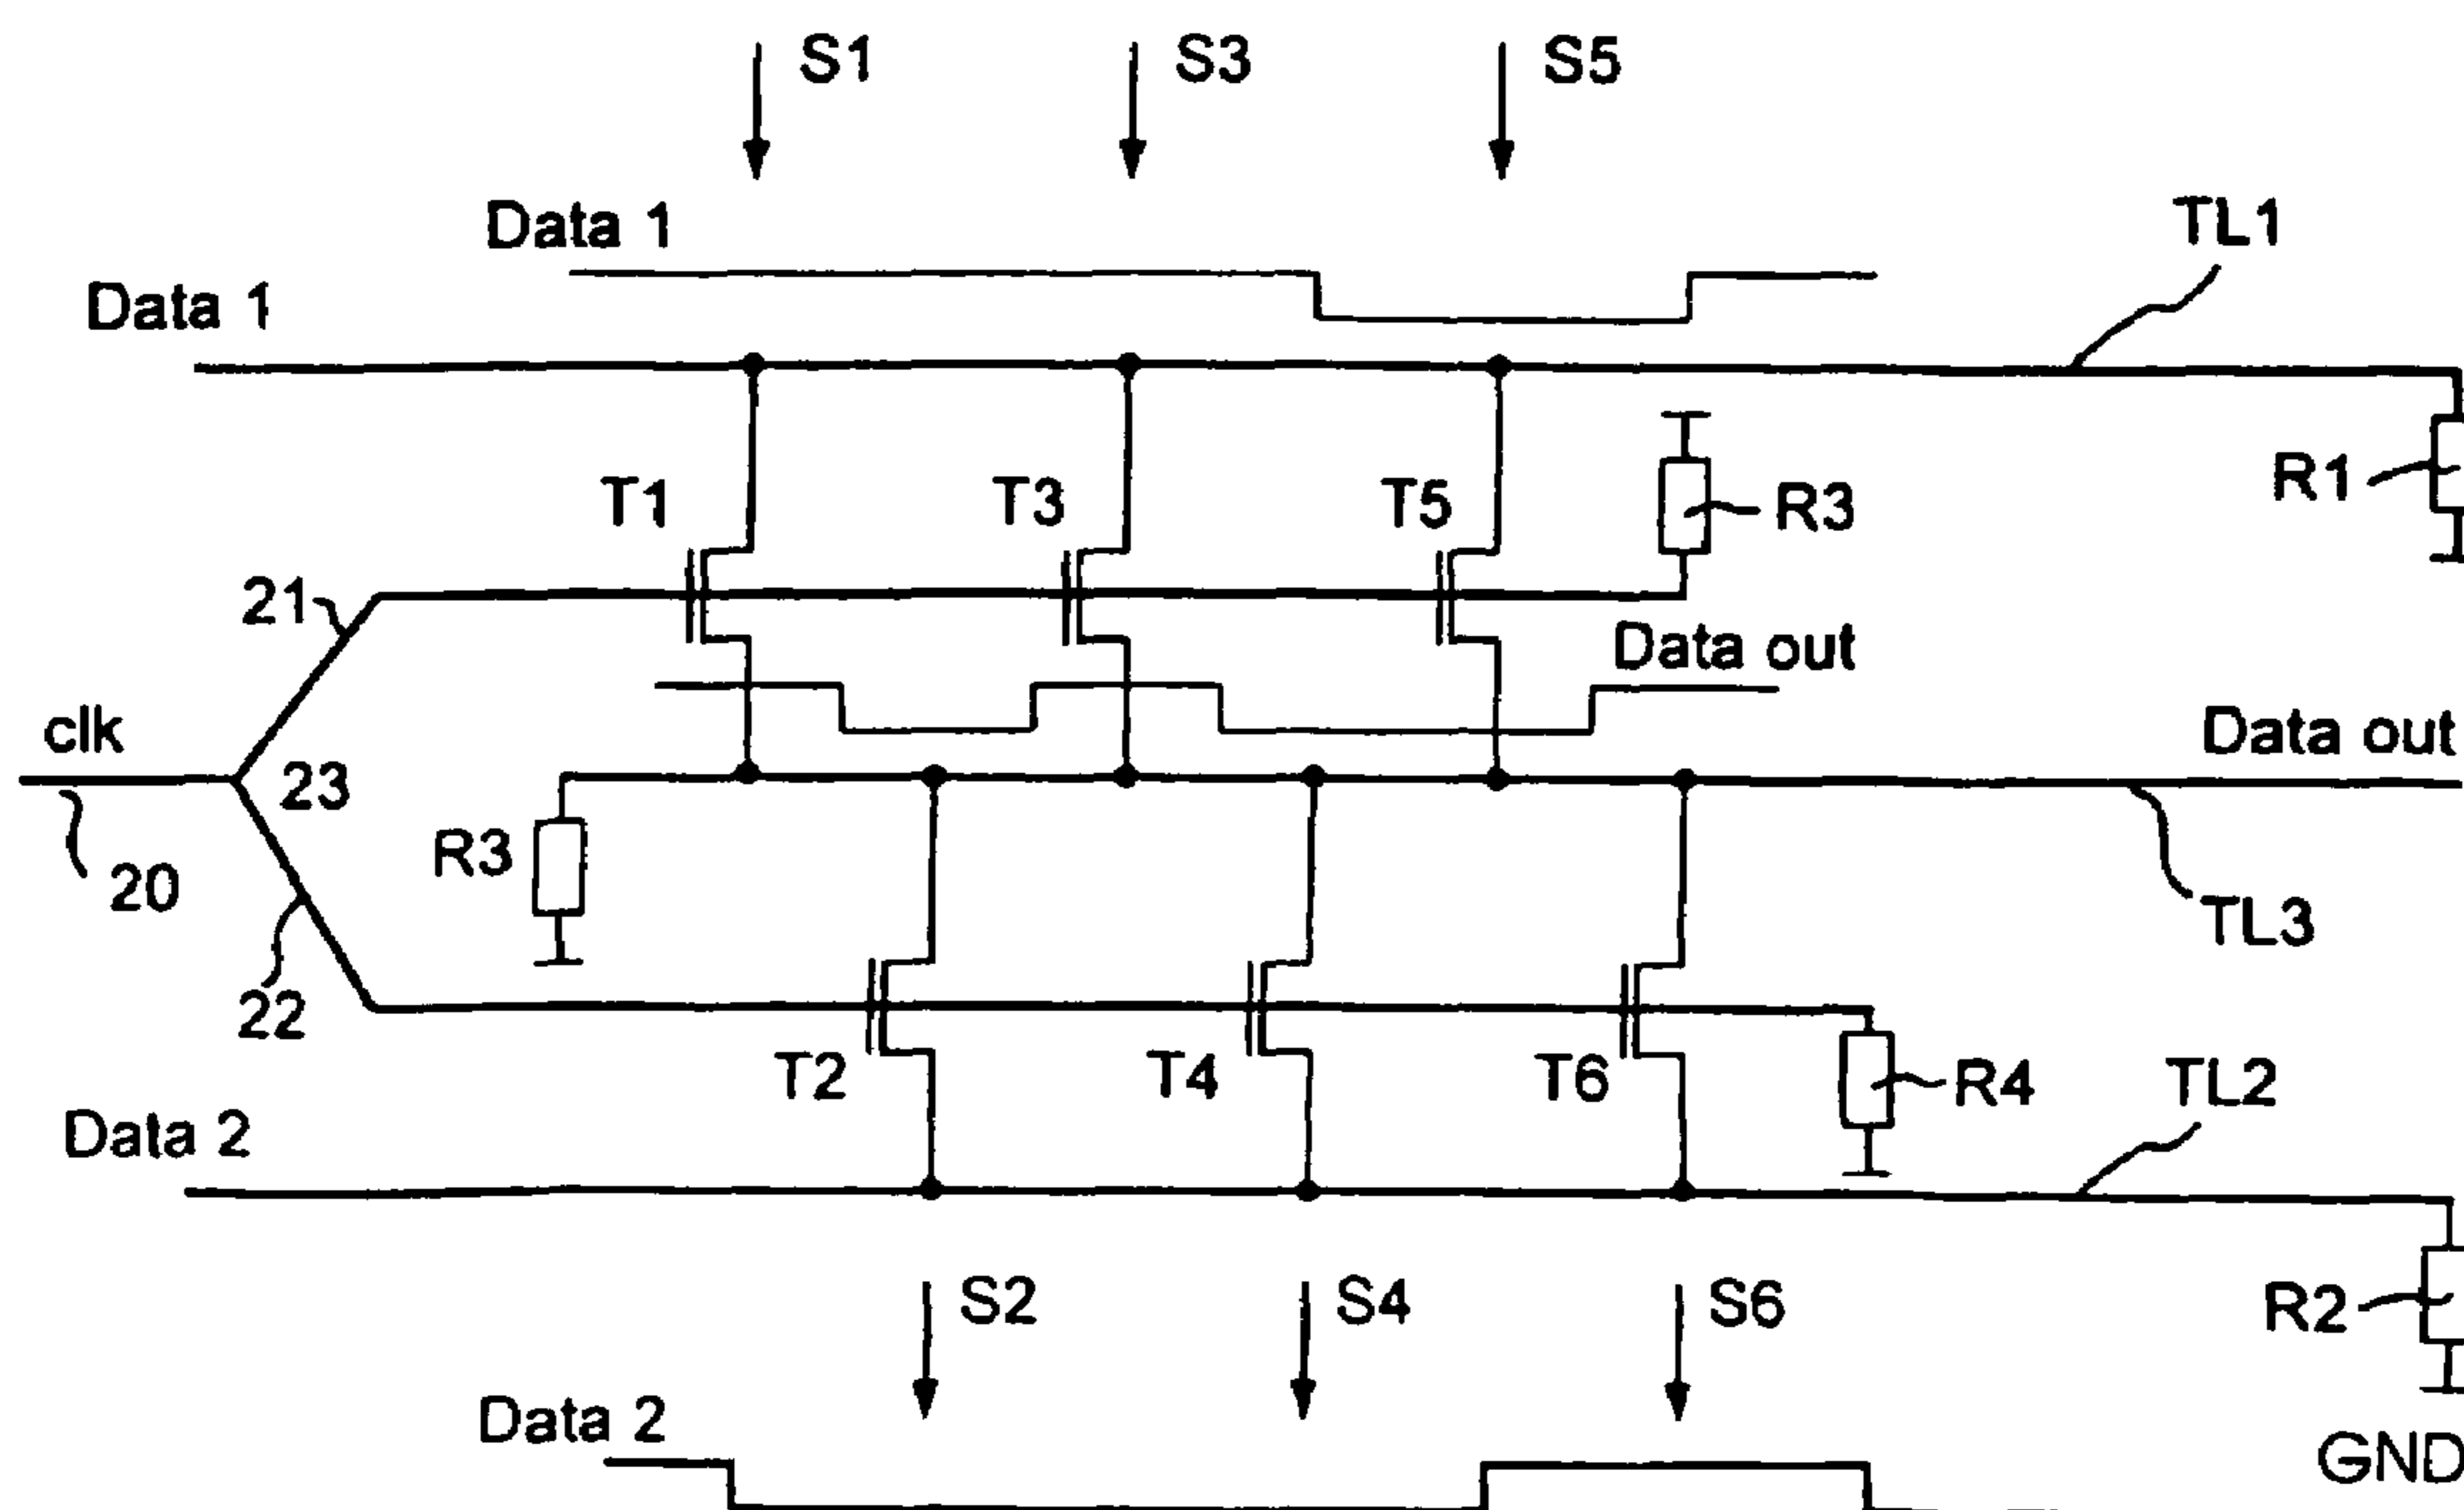 S1 S3 S5
Data 1
TL1
Data 1
R1
T1 T3 T5 R3
21
Data out
clk
23
Data out
R3
20
TL3
22
T2 T4 T6 R4
TL2
Data 2
S2 S4 S6
R2
Data 2
GND